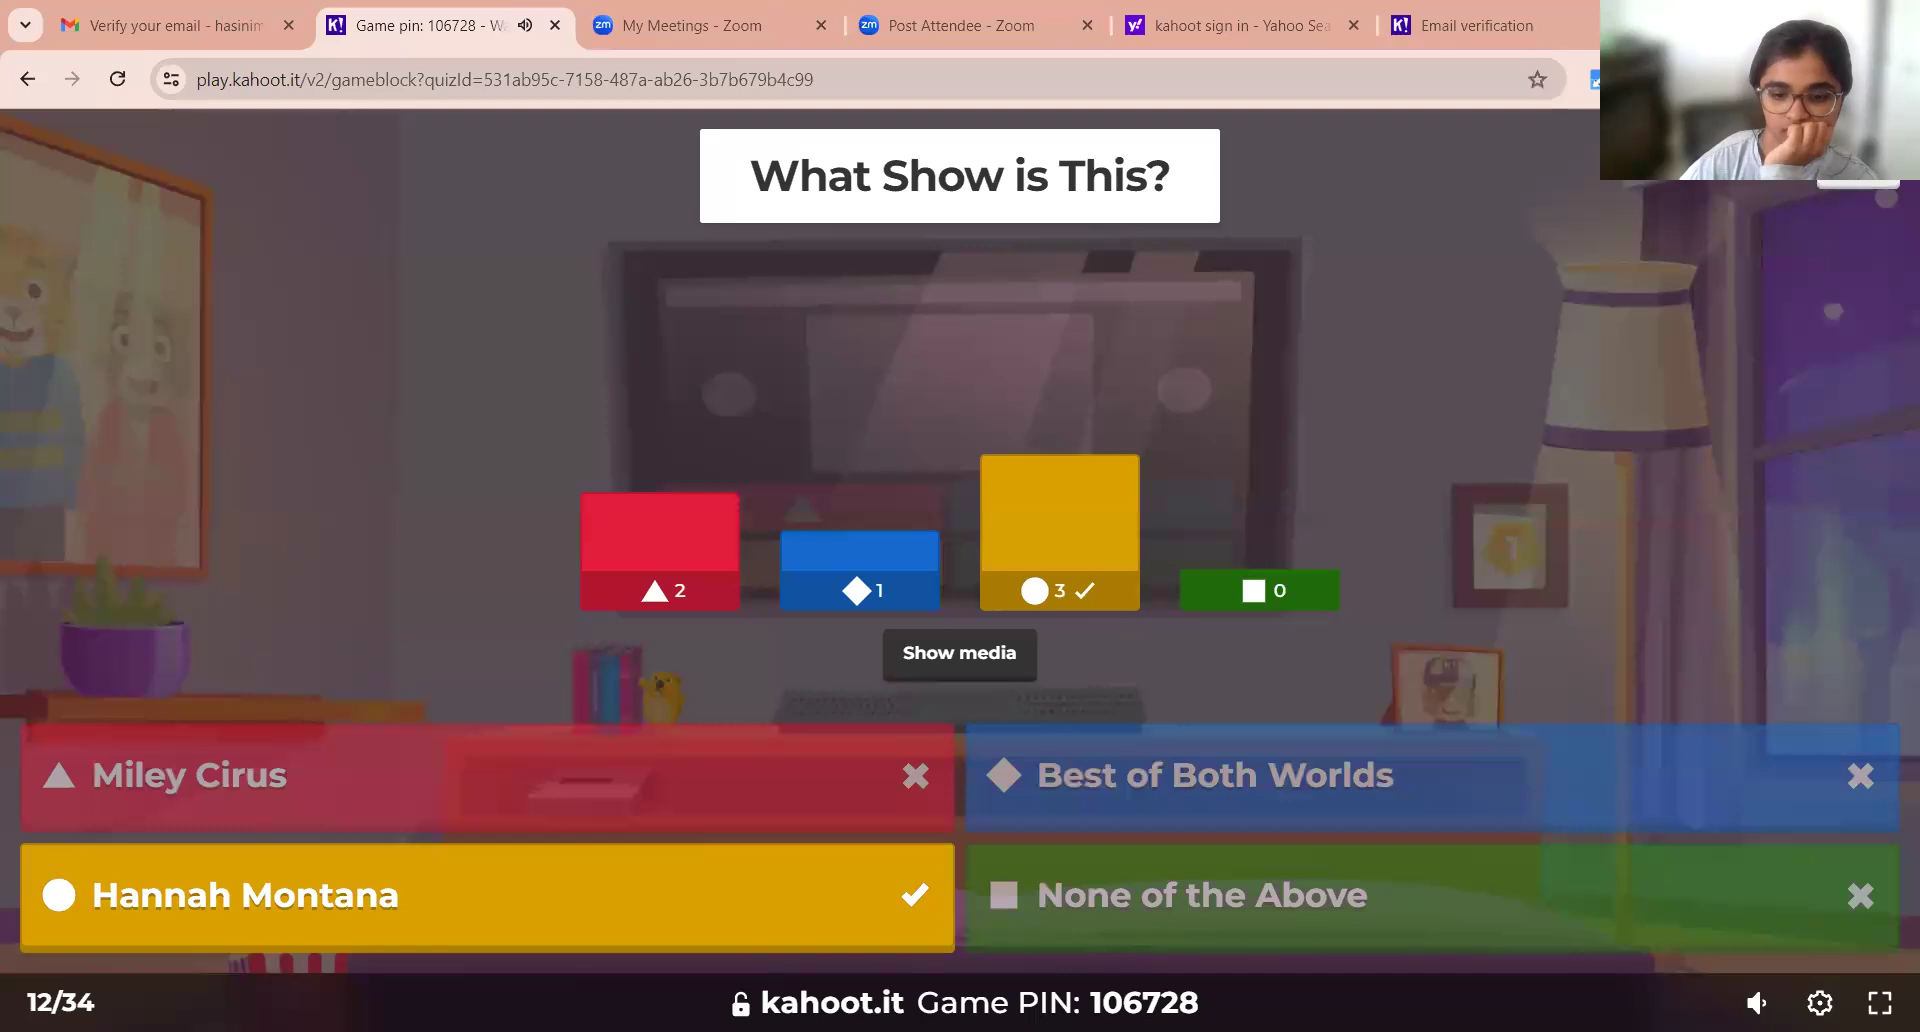 Verify your email - hasinim
Game pin: 106728 - W
My Meetings - Zoom
Post Attendee - Zoom
kahoot sign in - Yahoo Sea
Email verification
play.kahoot.it/v2/gameblock?quizId=531ab95c-7158-487a-ab26-3b7b679b4c99
What Show is This?
2
1
3
0
Show media
Miley Cirus
Best of Both Worlds
Hannah Montana
None of the Above
12/34
kahoot.it Game PIN: 106728